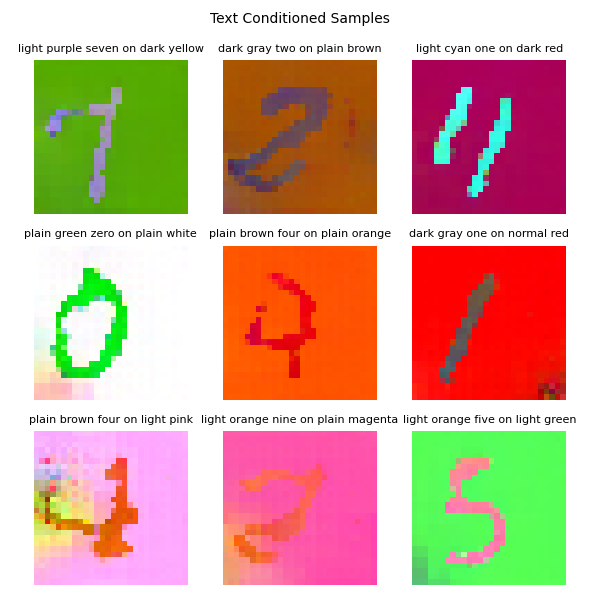 Text Conditioned Samples
light purple seven on dark yellow
dark gray two on plain brown
light cyan one on dark red
plain green zero on plain white
plain brown four on plain orange
dark gray one on normal red
plain brown four on light pink
light orange nine on plain magenta
light orange five on light green